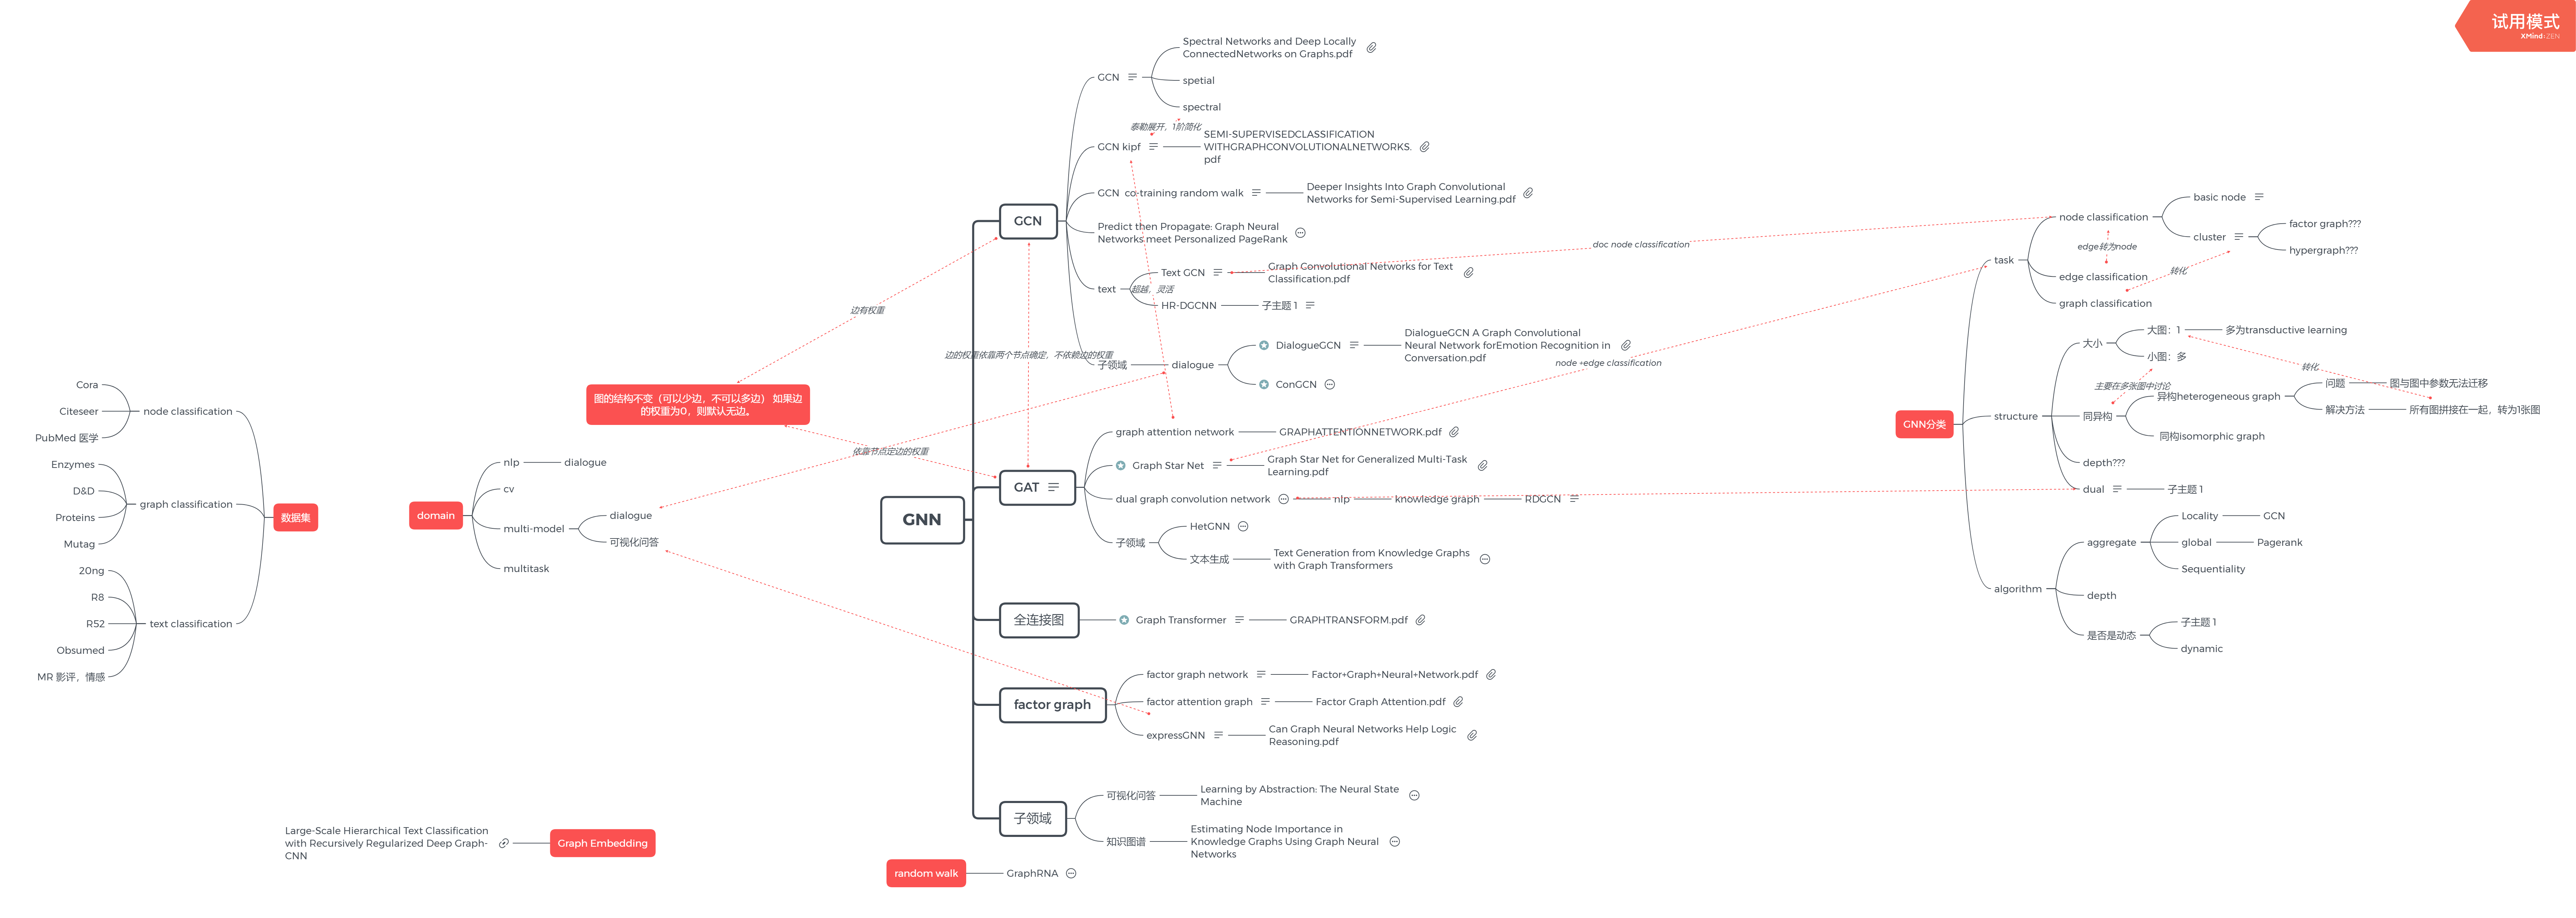 试用模式
XMind:ZEN
Cora
Citeseer
PubMed 医学
node classification
Enzymes
D&D
Proteins
Mutag
graph classification
20ng
R8
R52
Obsumed
MR 影评，情感
text classification
数据集
domain
nlp
dialogue
cv
multi-model
dialogue
可视化问答
multitask
Large-Scale Hierarchical Text Classification
with Recursively Regularized Deep Graph-
CNN
Graph Embedding
图的结构不变（可以少边，不可以多边） 如果边
的权重为0，则默认无边。
边有权重
依靠节点定边的权重
边的权重依靠两个节点确定，不依赖边的权重
GNN
GCN
GCN
Spectral Networks and Deep Locally
ConnectedNetworks on Graphs.pdf
spetial
spectral
泰勒展开，1阶简化
GCN kipf
SEMI-SUPERVISEDCLASSIFICATION
WITHGRAPHCONVOLUTIONALNETWORKS.
pdf
GCN  co-training random walk
Deeper Insights Into Graph Convolutional
Networks for Semi-Supervised Learning.pdf
Predict then Propagate: Graph Neural
Networks meet Personalized PageRank
text
Text GCN
Graph Convolutional Networks for Text
Classification.pdf
超越，灵活
HR-DGCNN
子主题 1
子领域
dialogue
DialogueGCN
DialogueGCN A Graph Convolutional
Neural Network forEmotion Recognition in
Conversation.pdf
ConGCN
GAT
graph attention network
GRAPHATTENTIONNETWORK.pdf
Graph Star Net
Graph Star Net for Generalized Multi-Task
Learning.pdf
dual graph convolution network
nlp
knowledge graph
RDGCN
子领域
HetGNN
文本生成
Text Generation from Knowledge Graphs
with Graph Transformers
全连接图
Graph Transformer
GRAPHTRANSFORM.pdf
factor graph
factor graph network
Factor+Graph+Neural+Network.pdf
factor attention graph
Factor Graph Attention.pdf
expressGNN
Can Graph Neural Networks Help Logic
Reasoning.pdf
子领域
可视化问答
Learning by Abstraction: The Neural State
Machine
知识图谱
Estimating Node Importance in
Knowledge Graphs Using Graph Neural
Networks
random walk
GraphRNA
doc node classification
node +edge classification
GNN分类
task
node classification
basic node
cluster
factor graph???
hypergraph???
edge转为node
edge classification
转化
graph classification
structure
大小
大图：1
多为transductive learning
小图：多
转化
主要在多张图中讨论
同异构
异构heterogeneous graph
问题
图与图中参数无法迁移
解决方法
所有图拼接在一起，转为1张图
同构isomorphic graph
depth???
dual
子主题 1
algorithm
aggregate
Locality
GCN
global
Pagerank
Sequentiality
depth
是否是动态
子主题 1
dynamic